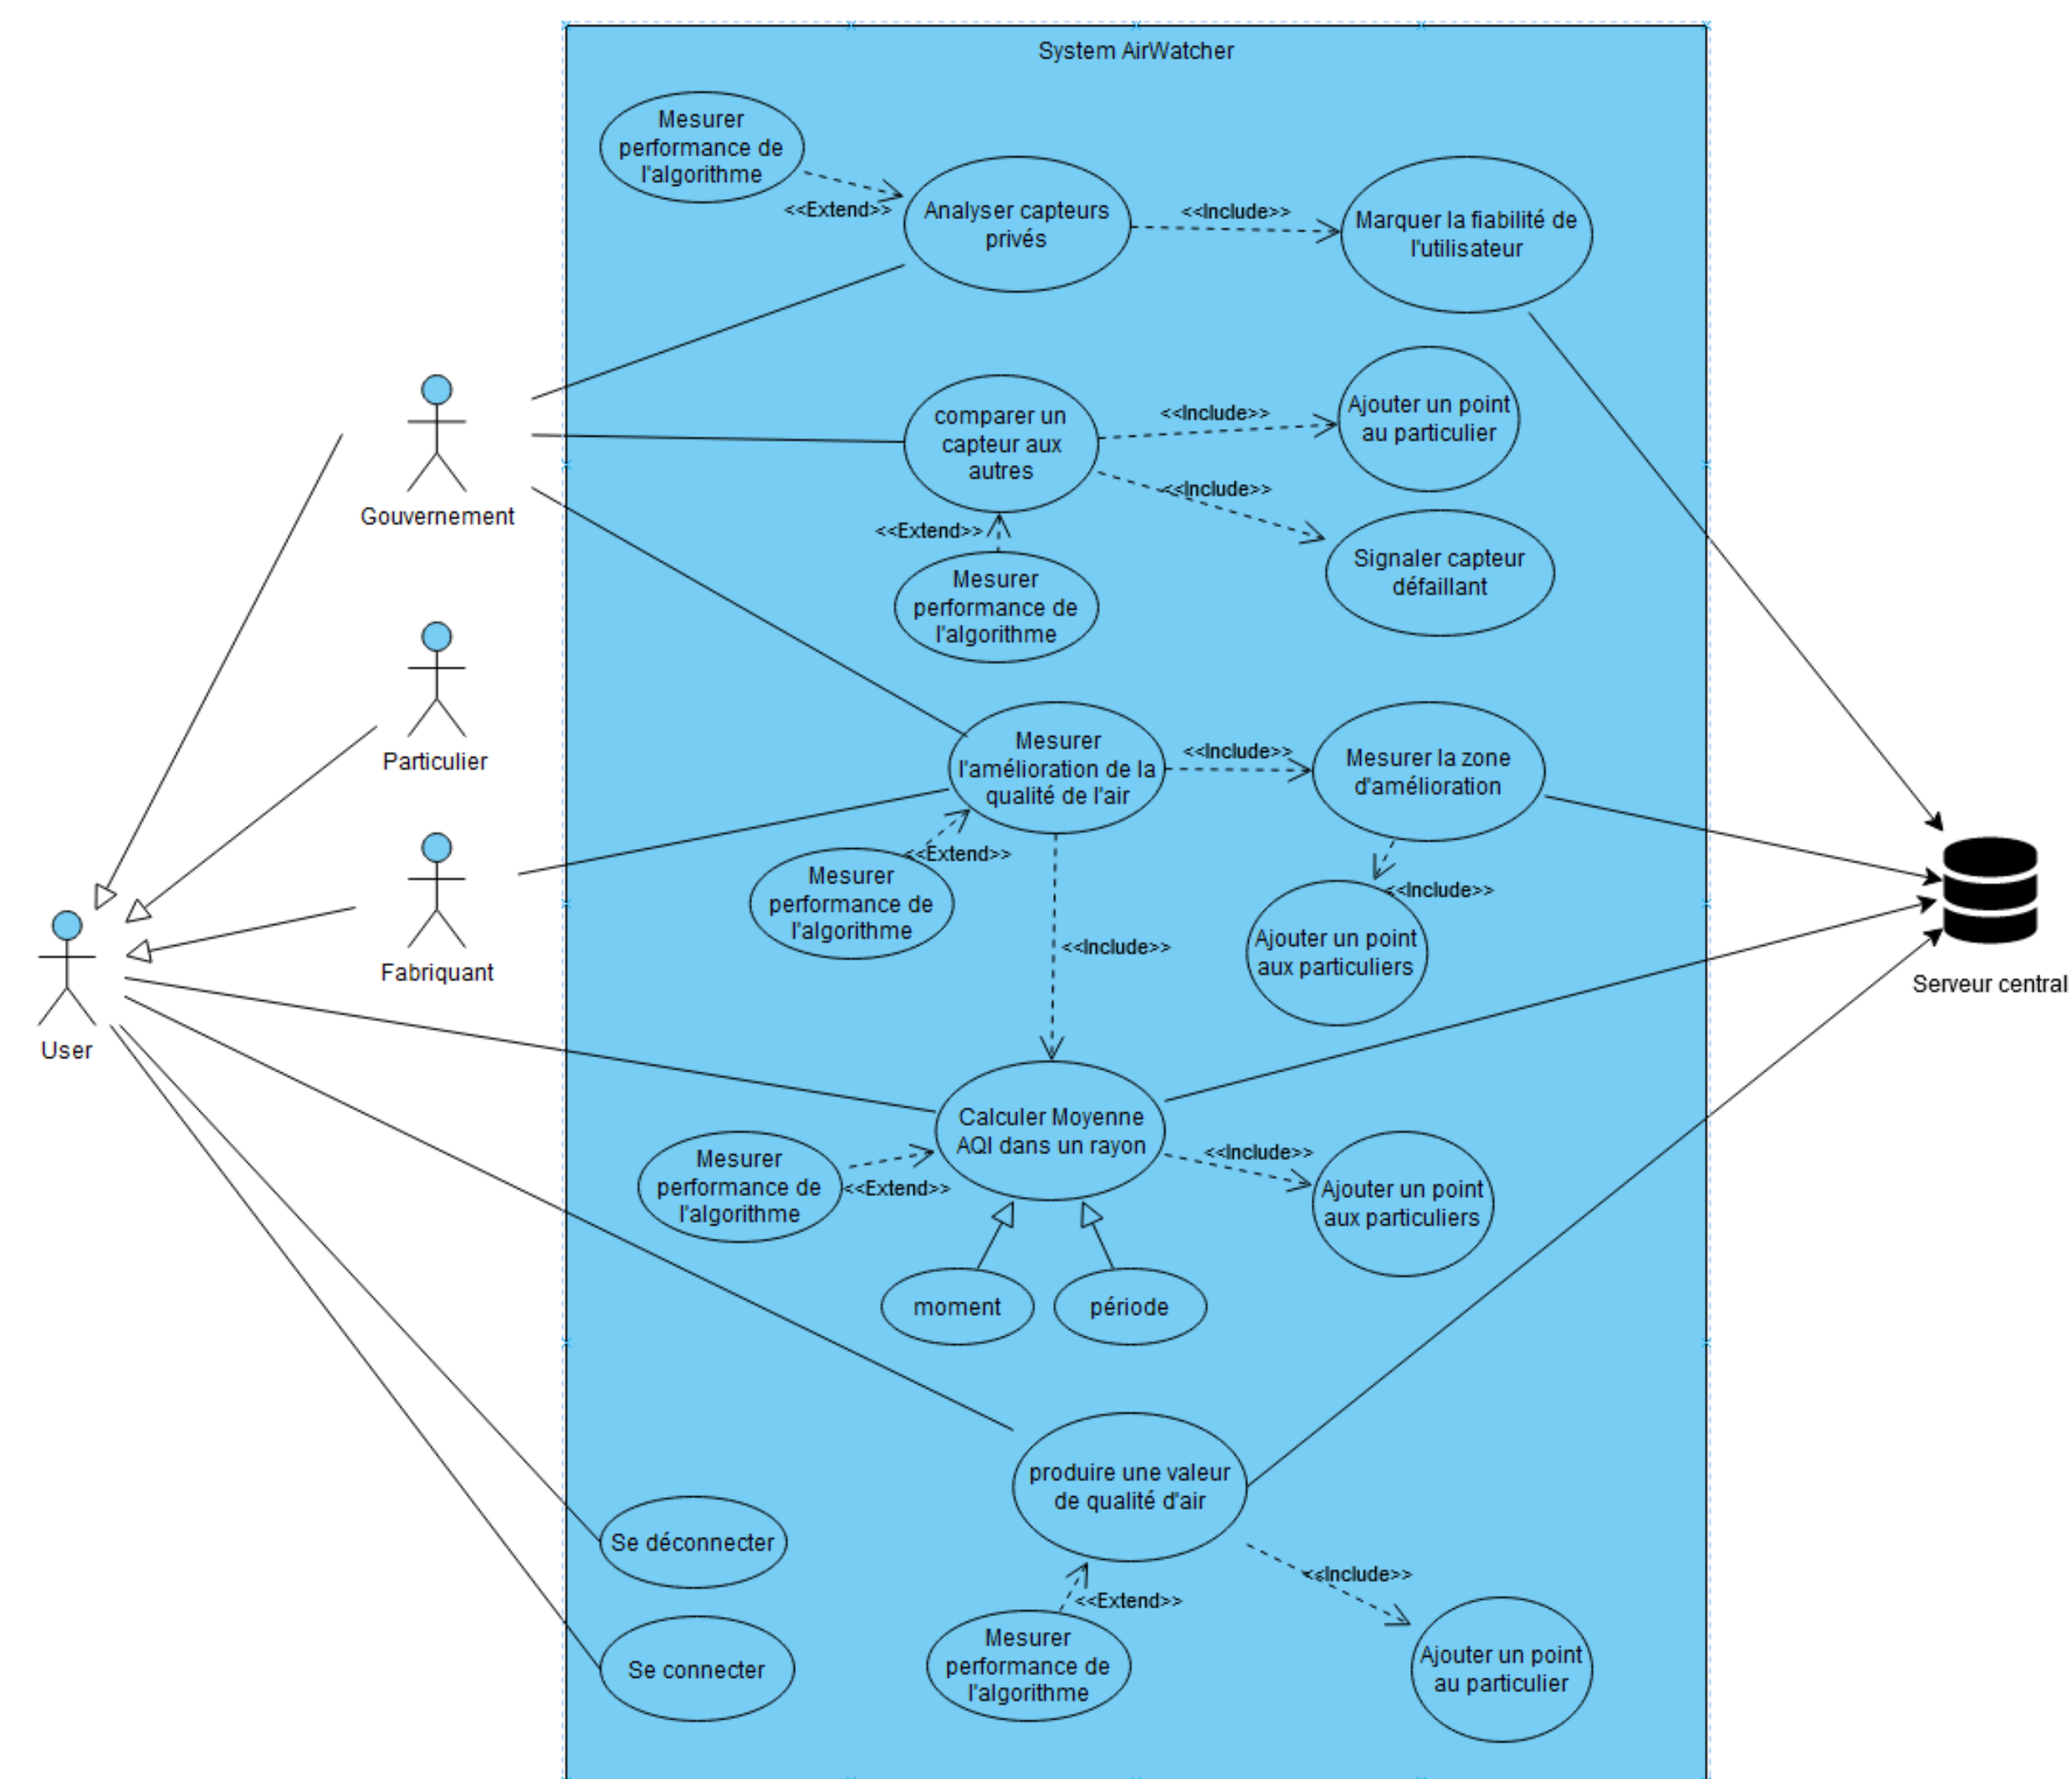 System AirWatcher
Mesurer
performance de
l'algorithme
<<Extend>>
Analyser capteurs
privés
<<Include>>
Marquer la fiabilité de
l'utilisateur
Gouvernement
comparer un
capteur aux
autres
<<Include>>
Ajouter un point
au particulier
<<Include>>
Signaler capteur
défaillant
<<Extend>>
Mesurer
performance de
l'algorithme
Particulier
Mesurer
l'amélioration de la
qualité de l'air
<<Include>>
Mesurer la zone
d'amélioration
<<Extend>>
Mesurer
performance de
l'algorithme
<<Include>>
Ajouter un point
aux particuliers
<<Include>>
Fabriquant
Serveur central
User
Calculer Moyenne
AQI dans un rayon
Mesurer
performance de
l'algorithme
<<Extend>>
<<Include>>
Ajouter un point
aux particuliers
moment
période
produire une valeur
de qualité d'air
Se déconnecter
<<Include>>
<<Extend>>
Mesurer
performance de
l'algorithme
Ajouter un point
au particulier
Se connecter